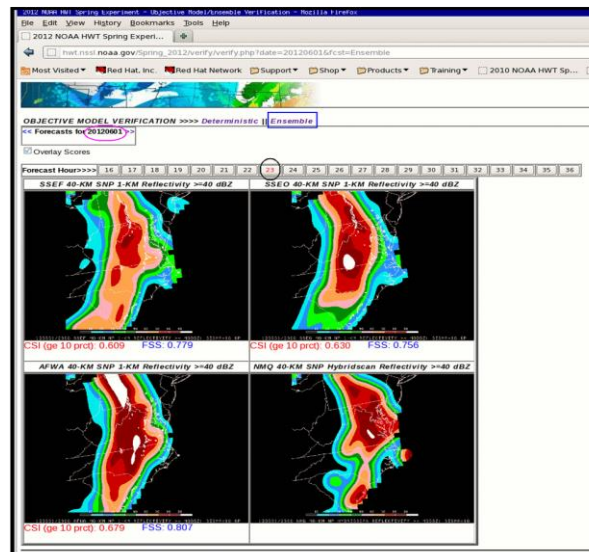 2012 NOAA HWT Spring Experiment - Objective Model/Ensemble Verification - Mozilla Firefox
File Edit View History Bookmarks Tools Help
2012 NOAA HWT Spring Experi...
hwt.nssl.noaa.gov/Spring_2012/verify/verify.php?date=20120601&fcst=Ensemble
Most Visited Red Hat, Inc. Red Hat Network Support Shop Products Training 2010 NOAA HWT Sp...
OBJECTIVE MODEL VERIFICATION >>>> Deterministic || Ensemble
<< Forecasts for 20120601 >>
Overlay Scores
Forecast Hour>>>> 16 17 18 19 20 21 22 23 24 25 26 27 28 29 30 31 32 33 34 35 36
SSEF 40-KM SNP 1-KM Reflectivity >=40 dBZ
SSEO 40-KM SNP 1-KM Reflectivity >=40 dBZ
CSI (ge 10 prct): 0.609 FSS: 0.779
CSI (ge 10 prct): 0.630 FSS: 0.756
AFWA 40-KM SNP 1-KM Reflectivity >=40 dBZ
NMQ 40-KM SNP Hybridscan Reflectivity >=40 dBZ
CSI (ge 10 prct): 0.679 FSS: 0.807